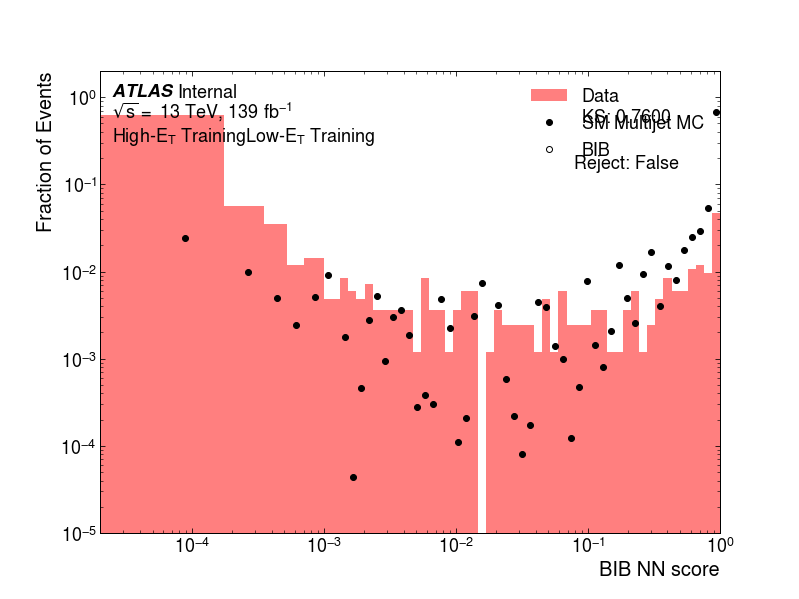 ATLAS Internal
√s = 13 TeV, 139 fb⁻¹
High-E_T TrainingLow-E_T Training
Data
KS: 0.7600
SM Multijet MC
BIB
Reject: False
Fraction of Events
10⁰
10⁻¹
10⁻²
10⁻³
10⁻⁴
10⁻⁵
10⁻⁴ 10⁻³ 10⁻² 10⁻¹ 10⁰
BIB NN score